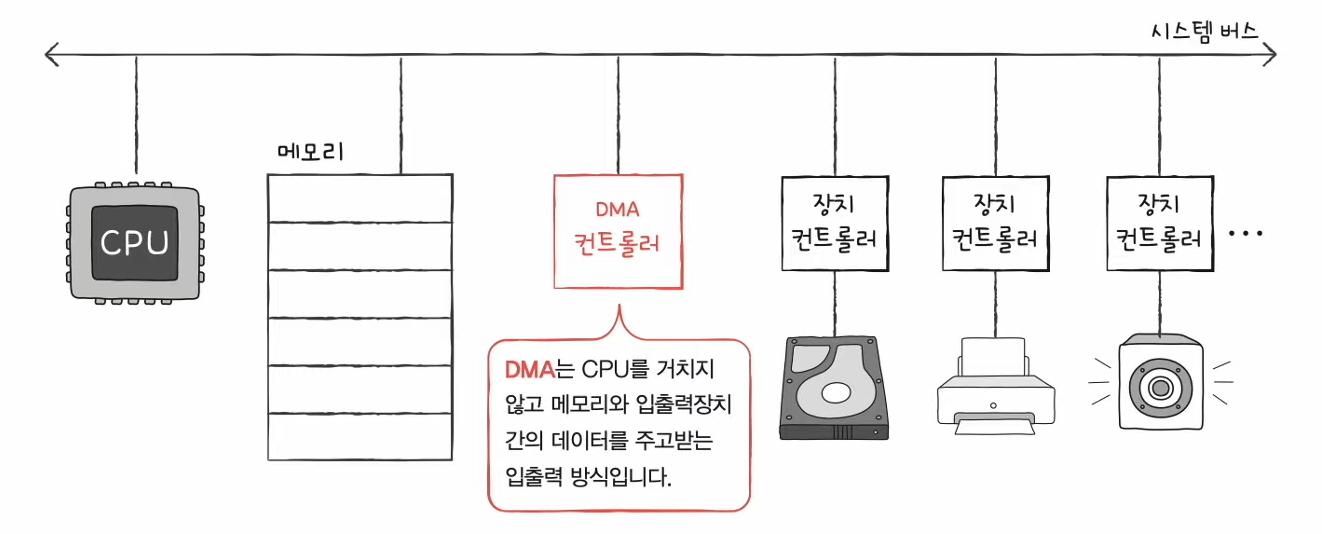 시스템 버스
메모리
CPU
DMA
컨트롤러
장치
컨트롤러
장치
컨트롤러
장치
컨트롤러
...
DMA는 CPU를 거치지
않고 메모리와 입출력장치
간의 데이터를 주고받는
입출력 방식입니다.